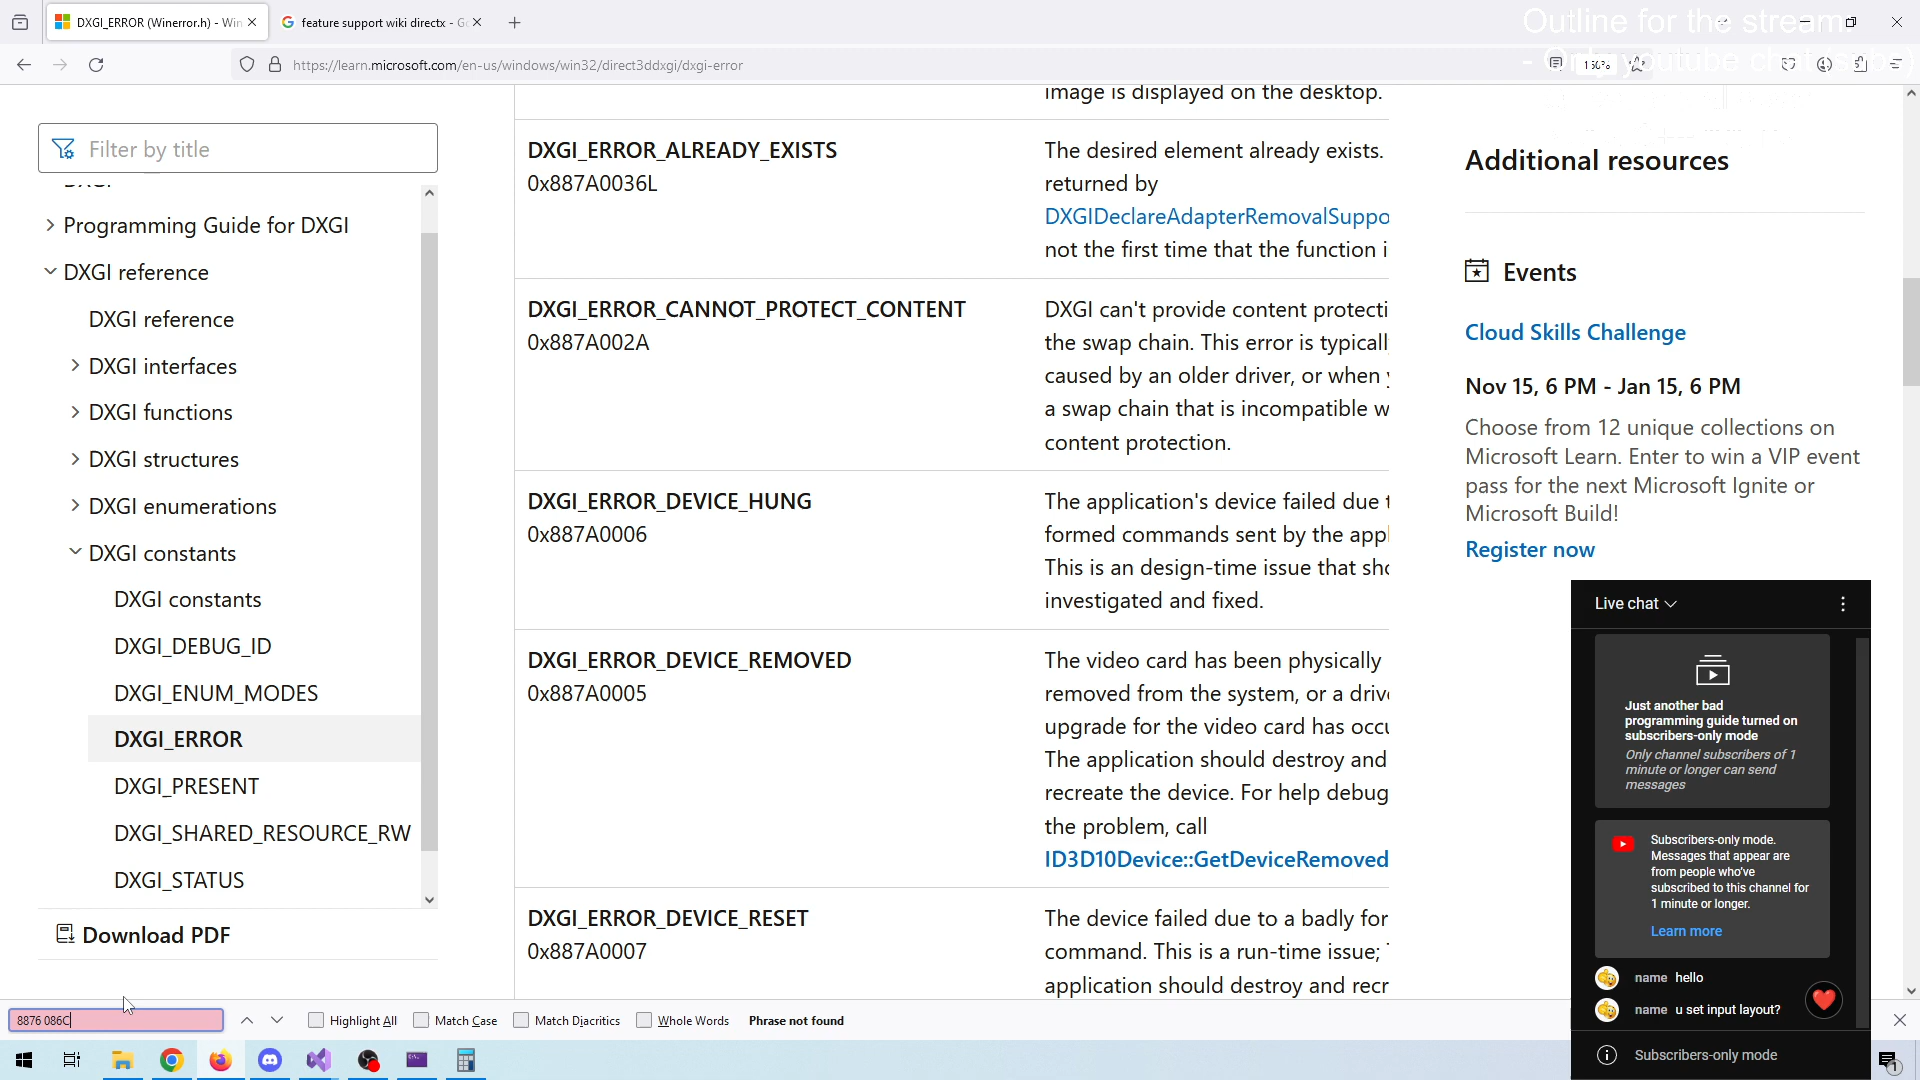 DXGI_ERROR (Winerror.h) - Win
feature support wiki directx - Go
Outline for the stream:
https://learn.microsoft.com/en-us/windows/win32/direct3ddxgi/dxgi-error
150%
- Only youtube chat
Filter by title
Programming Guide for DXGI
DXGI reference
DXGI reference
DXGI interfaces
DXGI functions
DXGI structures
DXGI enumerations
DXGI constants
DXGI constants
DXGI_DEBUG_ID
DXGI_ENUM_MODES
DXGI_ERROR
DXGI_PRESENT
DXGI_SHARED_RESOURCE_RW
DXGI_STATUS
Download PDF
image is displayed on the desktop.
DXGI_ERROR_ALREADY_EXISTS
0x887A0036L
The desired element already exists.
returned by
DXGIDeclareAdapterRemovalSuppo
not the first time that the function i
DXGI_ERROR_CANNOT_PROTECT_CONTENT
0x887A002A
DXGI can't provide content protecti
the swap chain. This error is typicall
caused by an older driver, or when y
a swap chain that is incompatible w
content protection.
DXGI_ERROR_DEVICE_HUNG
0x887A0006
The application's device failed due t
formed commands sent by the appl
This is an design-time issue that sho
investigated and fixed.
DXGI_ERROR_DEVICE_REMOVED
0x887A0005
The video card has been physically
removed from the system, or a drive
upgrade for the video card has occu
The application should destroy and
recreate the device. For help debug
the problem, call
ID3D10Device::GetDeviceRemoved
DXGI_ERROR_DEVICE_RESET
0x887A0007
The device failed due to a badly for
command. This is a run-time issue; T
application should destroy and recr
Additional resources
Events
Cloud Skills Challenge
Nov 15, 6 PM - Jan 15, 6 PM
Choose from 12 unique collections on
Microsoft Learn. Enter to win a VIP event
pass for the next Microsoft Ignite or
Microsoft Build!
Register now
Live chat
Just another bad
programming guide turned on
subscribers-only mode
Only channel subscribers of 1
minute or longer can send
messages
Subscribers-only mode.
Messages that appear are
from people who've
subscribed to this channel for
1 minute or longer.
Learn more
name hello
name u set input layout?
Subscribers-only mode
8876 086C
Highlight All
Match Case
Match Diacritics
Whole Words
Phrase not found
1